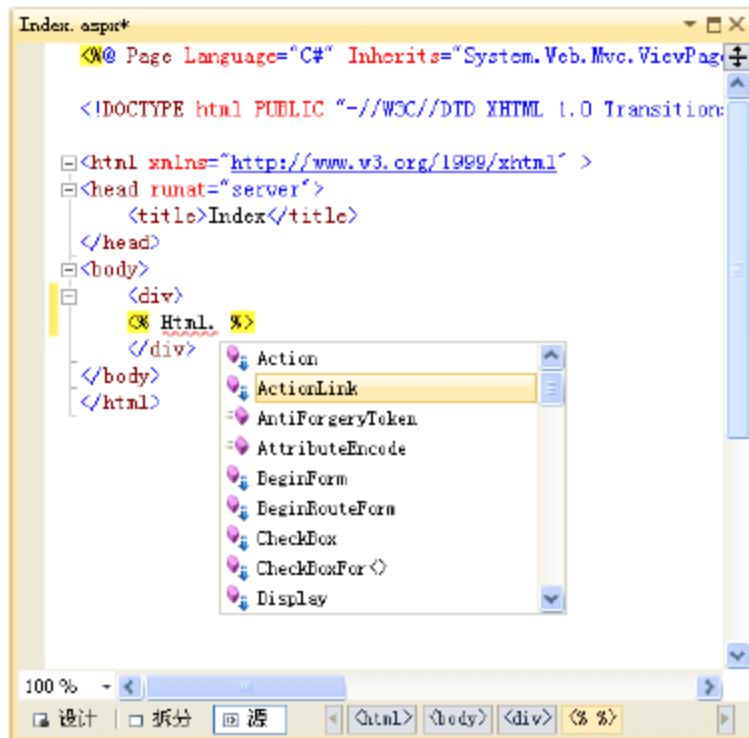 Index.aspx*
<%@ Page Language="C#" Inherits="System.Web.Mvc.ViewPag
<!DOCTYPE html PUBLIC "-//W3C//DTD XHTML 1.0 Transition
<html xmlns="http://www.w3.org/1999/xhtml" >
<head runat="server">
<title>Index</title>
</head>
<body>
<div>
<% Html. %>
</div>
</body>
</html>
Action
ActionLink
AntiForgeryToken
AttributeEncode
BeginForm
BeginRouteForm
CheckBox
CheckBoxFor<>
Display
100 %
设计 拆分 源 <html> <body> <div> <% %>